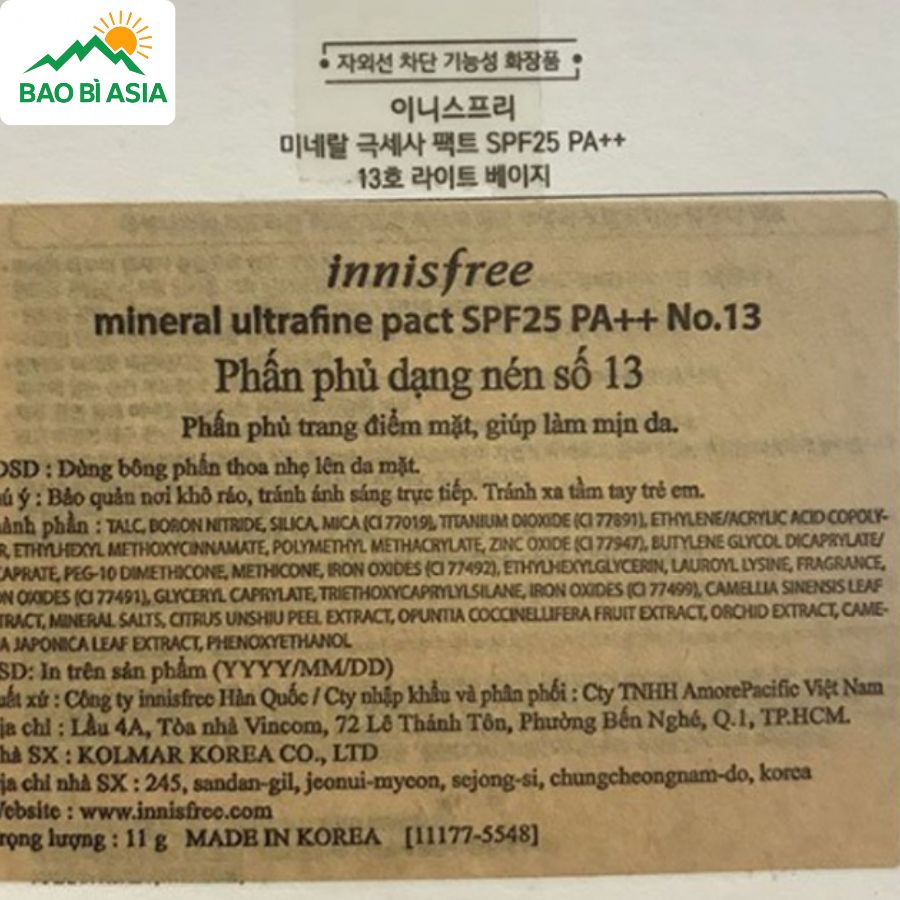 BAO BÌ ASIA
자외선 차단 기능성 화장품
이니스프리
미네랄 극세사 팩트 SPF25 PA++
13호 라이트 베이지
innisfree
mineral ultrafine pact SPF25 PA++ No.13
Phấn phủ dạng nén số 13
Phấn phủ trang điểm mặt, giúp làm mịn da.
DSD : Dùng bông phấn thoa nhẹ lên da mặt.
ú ý : Bảo quản nơi khô ráo, tránh ánh sáng trực tiếp. Tránh xa tầm tay trẻ em.
ành phần : TALC, BORON NITRIDE, SILICA, MICA (CI 77019), TITANIUM DIOXIDE (CI 77891), ETHYLENE/ACRYLIC ACID COPOLY-
R, ETHYLHEXYL METHOXYCINNAMATE, POLYMETHYL METHACRYLATE, ZINC OXIDE (CI 77947), BUTYLENE GLYCOL DICAPRYLATE/
CAPRATE, PEG-10 DIMETHICONE, METHICONE, IRON OXIDES (CI 77492), ETHYLHEXYLGLYCERIN, LAUROYL LYSINE, FRAGRANCE,
ON OXIDES (CI 77491), GLYCERYL CAPRYLATE, TRIETHOXYCAPRYLYLSILANE, IRON OXIDES (CI 77499), CAMELLIA SINENSIS LEAF
TRACT, MINERAL SALTS, CITRUS UNSHIU PEEL EXTRACT, OPUNTIA COCCINELLIFERA FRUIT EXTRACT, ORCHID EXTRACT, CAME-
A JAPONICA LEAF EXTRACT, PHENOXYETHANOL
SD: In trên sản phẩm (YYYY/MM/DD)
uất xứ : Công ty innisfree Hàn Quốc / Cty nhập khẩu và phân phối : Cty TNHH AmorePacific Việt Nam
ịa chỉ : Lầu 4A, Tòa nhà Vincom, 72 Lê Thánh Tôn, Phường Bến Nghé, Q.1, TP.HCM.
hà SX : KOLMAR KOREA CO., LTD
ịa chỉ nhà SX : 245, sandan-gil, jeonui-myeon, sejong-si, chungcheongnam-do, korea
Website : www.innisfree.com
rọng lượng : 11 g MADE IN KOREA [11177-5548]